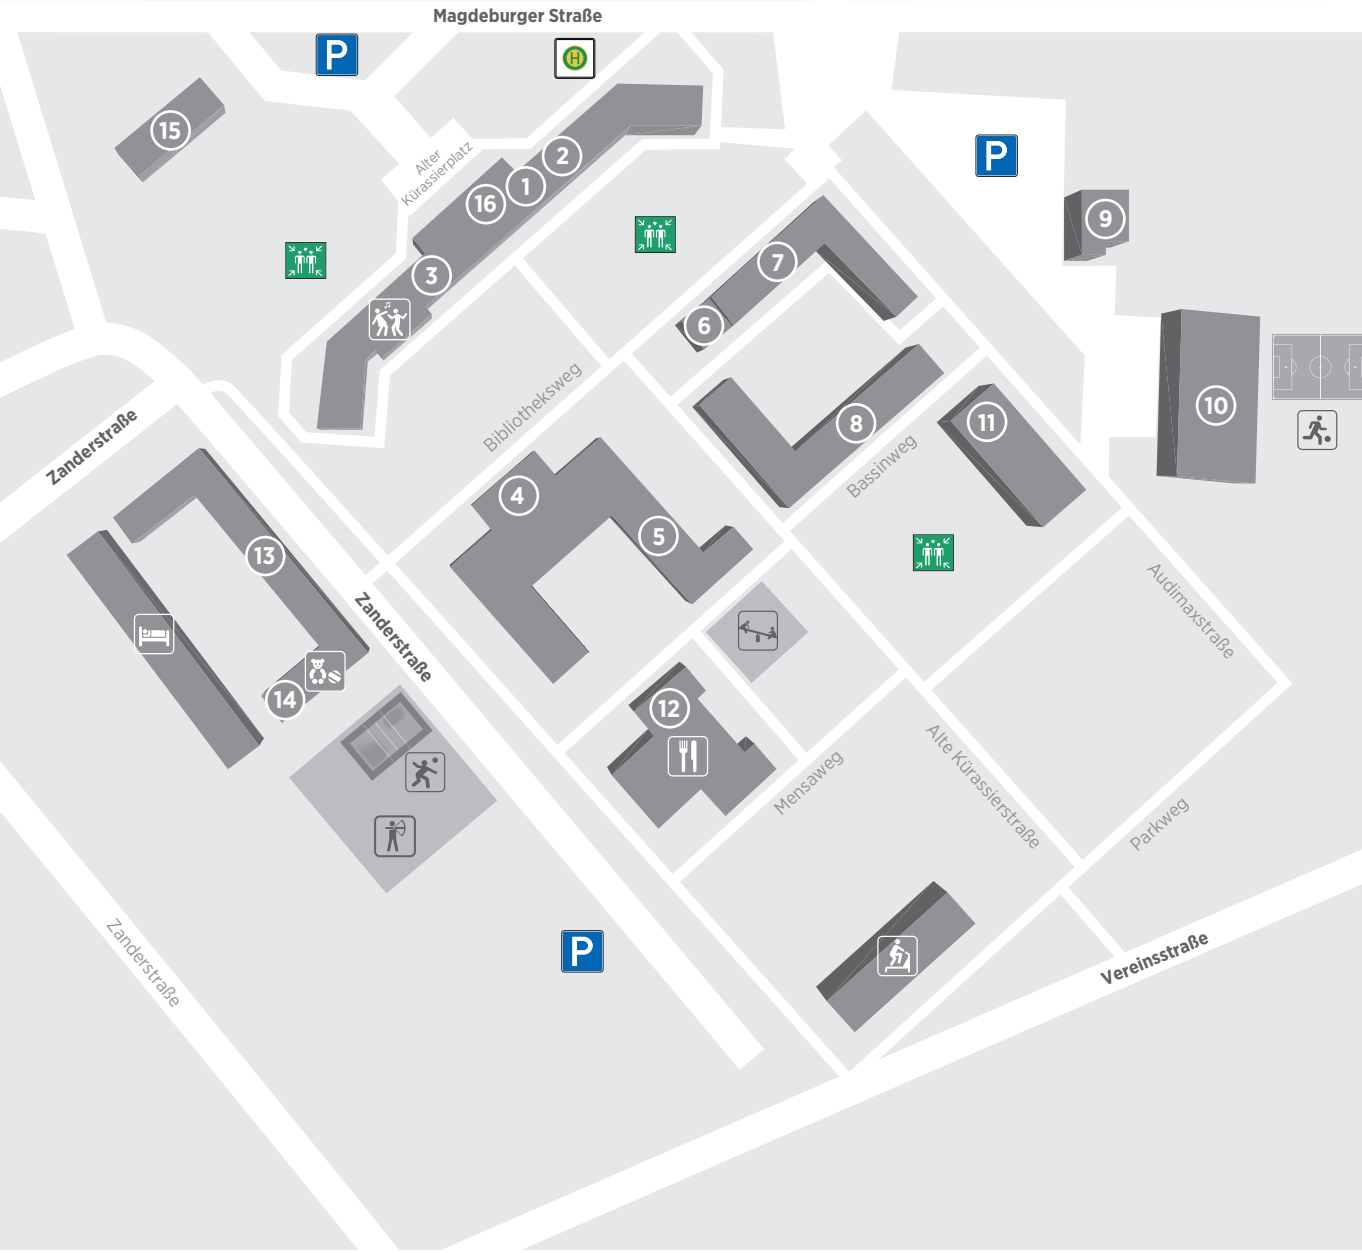 Magdeburger Straße
P
H
15
Alter
Kürassierplatz
2
1
16
P
9
3
7
6
Bibliotheksweg
10
Zanderstraße
8
11
Bassinweg
4
5
13
Audimaxstraße
Zanderstraße
14
12
Mensaweg
Alte Kürassierstraße
Parkweg
Zanderstraße
P
Vereinsstraße